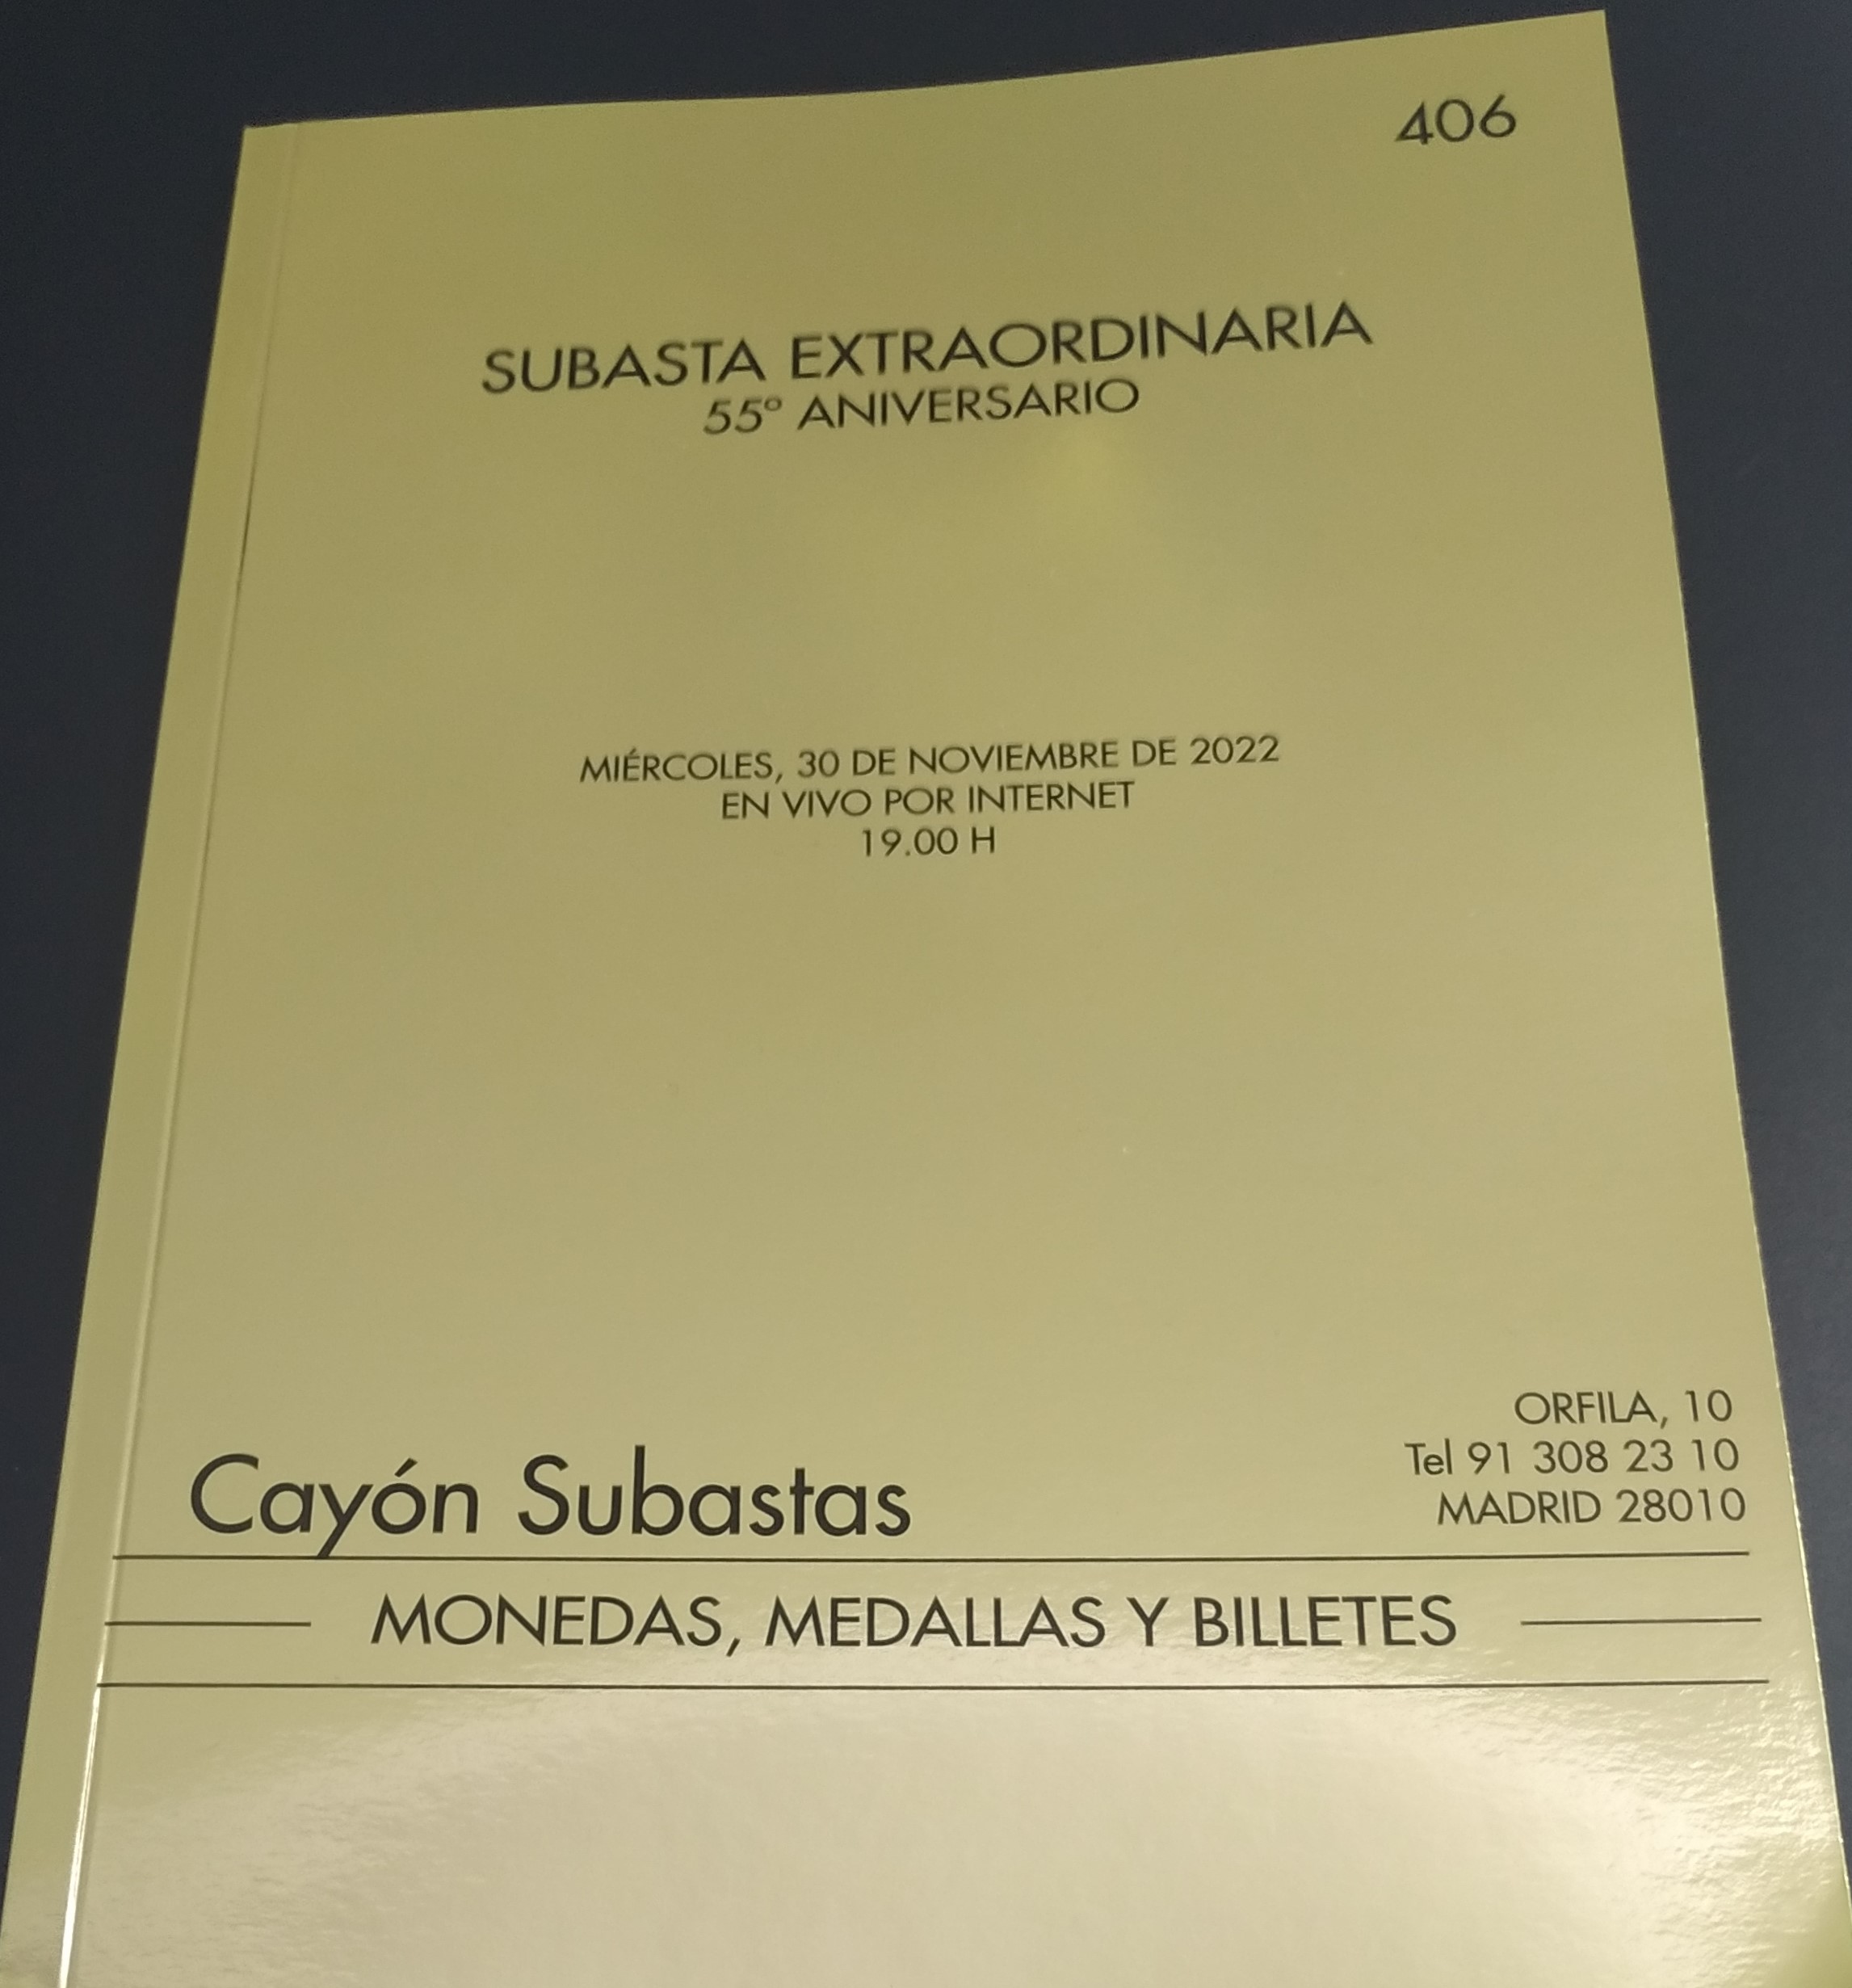 406
SUBASTA EXTRAORDINARIA
55º ANIVERSARIO
MIÉRCOLES, 30 DE NOVIEMBRE DE 2022
EN VIVO POR INTERNET
19.00 H
ORFILA, 10
Tel 91 308 23 10
MADRID 28010
Cayón Subastas
MONEDAS, MEDALLAS Y BILLETES